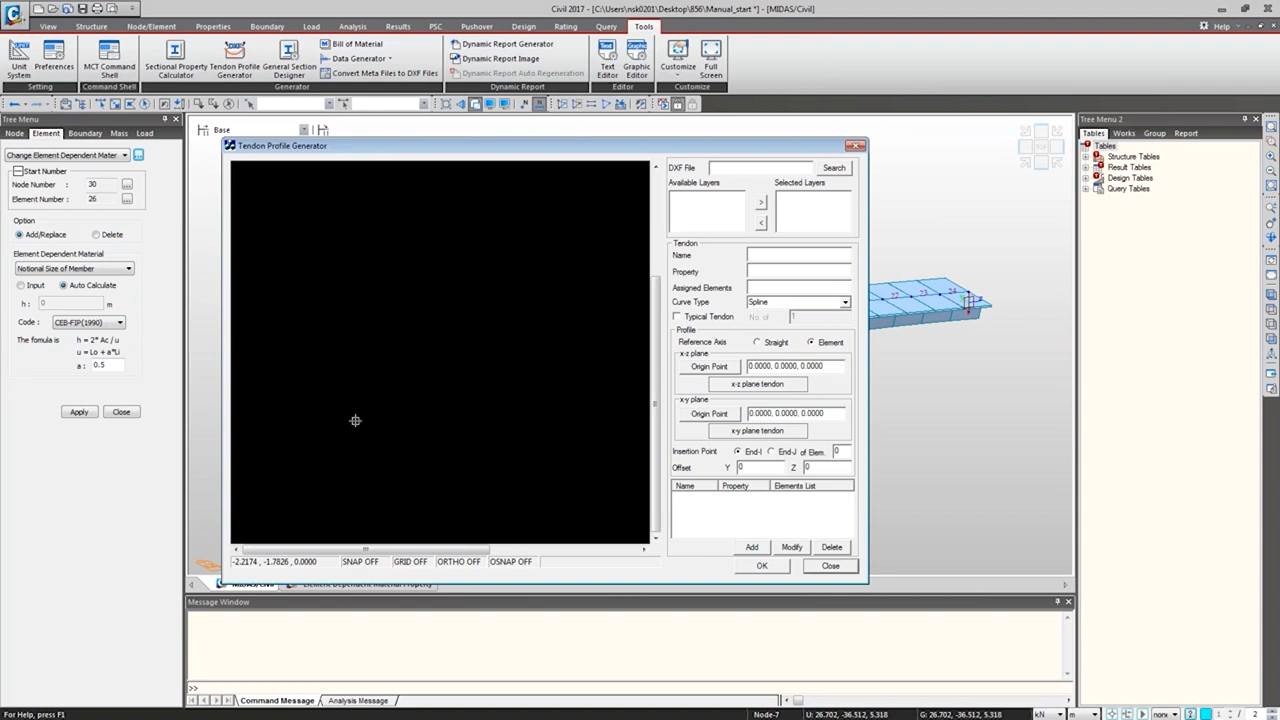 Civil 2017 - [C:\Users\nsk0201\Desktop\856\Manual_start *] - [MIDAS/Civil]
View Structure Node/Element Properties Boundary Load Analysis Results PSC Pushover Design Rating Query Tools Help
Unit System Preferences MCT Command Shell Sectional Property Calculator Tendon Profile Generator General Section Designer
Bill of Material
Data Generator
Convert Meta Files to DXF Files
Dynamic Report Generator
Dynamic Report Image
Dynamic Report Auto Regeneration
Text Editor Graphic Editor Customize Full Screen
Setting Command Shell Generator Dynamic Report Editor Customize
Tree Menu
Node Element Boundary Mass Load
Change Element Dependent Mater
Start Number
Node Number : 30
Element Number : 26
Option
Add/Replace Delete
Element Dependent Material
Notional Size of Member
Input Auto Calculate
h : 0 m
Code : CEB-FIP(1990)
The fomula is h = 2* Ac / u
u = Lo + a*Li
a : 0.5
Apply Close
Base
Tendon Profile Generator
DXF File Search
Available Layers Selected Layers
>
<
Tendon
Name
Property
Assigned Elements
Curve Type Spline
Typical Tendon No. of 1
Profile
Reference Axis Straight Element
x-z plane
Origin Point 0.0000, 0.0000, 0.0000
x-z plane tendon
x-y plane
Origin Point 0.0000, 0.0000, 0.0000
x-y plane tendon
Insertion Point End-I End-J of Elem. 0
Offset Y 0 Z 0
Name Property Elements List
Add Modify Delete
OK Close
-2.2174 , -1.7826 , 0.0000 SNAP OFF GRID OFF ORTHO OFF OSNAP OFF
22 23 24
MIDAS/Civil Element Dependent Material Property
Message Window
>>
Command Message Analysis Message
Tree Menu 2
Tables Works Group Report
Tables
Structure Tables
Result Tables
Design Tables
Query Tables
For Help, press F1
Node-7 U: 26.702, -36.512, 5.318 G: 26.702, -36.512, 5.318 kN m none 1 / 2